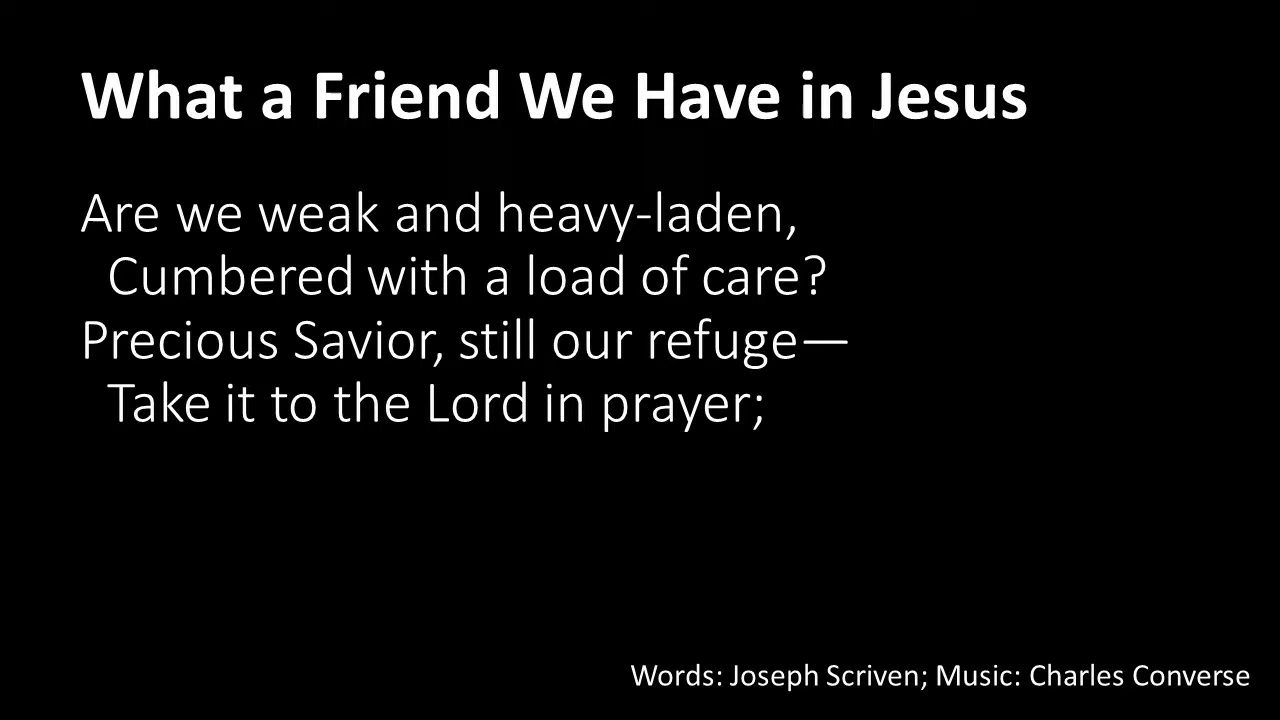 What a Friend We Have in Jesus
Are we weak and heavy-laden,
Cumbered with a load of care?
Precious Savior, still our refuge—
Take it to the Lord in prayer;
Words: Joseph Scriven; Music: Charles Converse